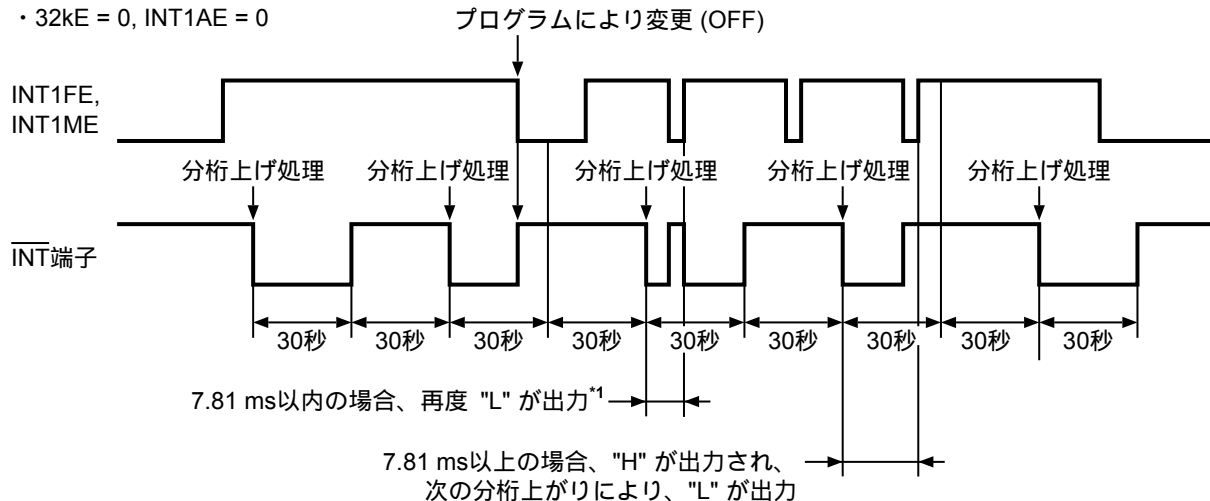 ・32kE = 0, INT1AE = 0
プログラムにより変更 (OFF)
INT1FE,
INT1ME
分桁上げ処理 分桁上げ処理 分桁上げ処理 分桁上げ処理 分桁上げ処理
INT端子
30秒 30秒 30秒 30秒 30秒 30秒 30秒 30秒 30秒
7.81 ms以内の場合、再度 "L" が出力*1
7.81 ms以上の場合、"H" が出力され、
次の分桁上がりにより、"L" が出力